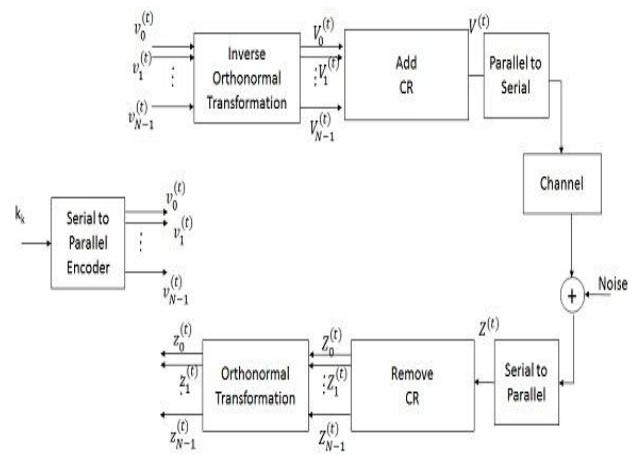 v_0^{(t)}
v_1^{(t)}
⋮
v_{N-1}^{(t)}
Inverse
Orthonormal
Transformation
V_0^{(t)}
V_1^{(t)}
⋮
V_{N-1}^{(t)}
Add
CR
V^{(t)}
Parallel to
Serial
Channel
k_k
Serial to
Parallel
Encoder
v_0^{(t)}
v_1^{(t)}
⋮
v_{N-1}^{(t)}
+
Noise
z_0^{(t)}
z_1^{(t)}
⋮
z_{N-1}^{(t)}
Orthonormal
Transformation
Z_0^{(t)}
Z_1^{(t)}
⋮
Z_{N-1}^{(t)}
Remove
CR
Z^{(t)}
Serial to
Parallel